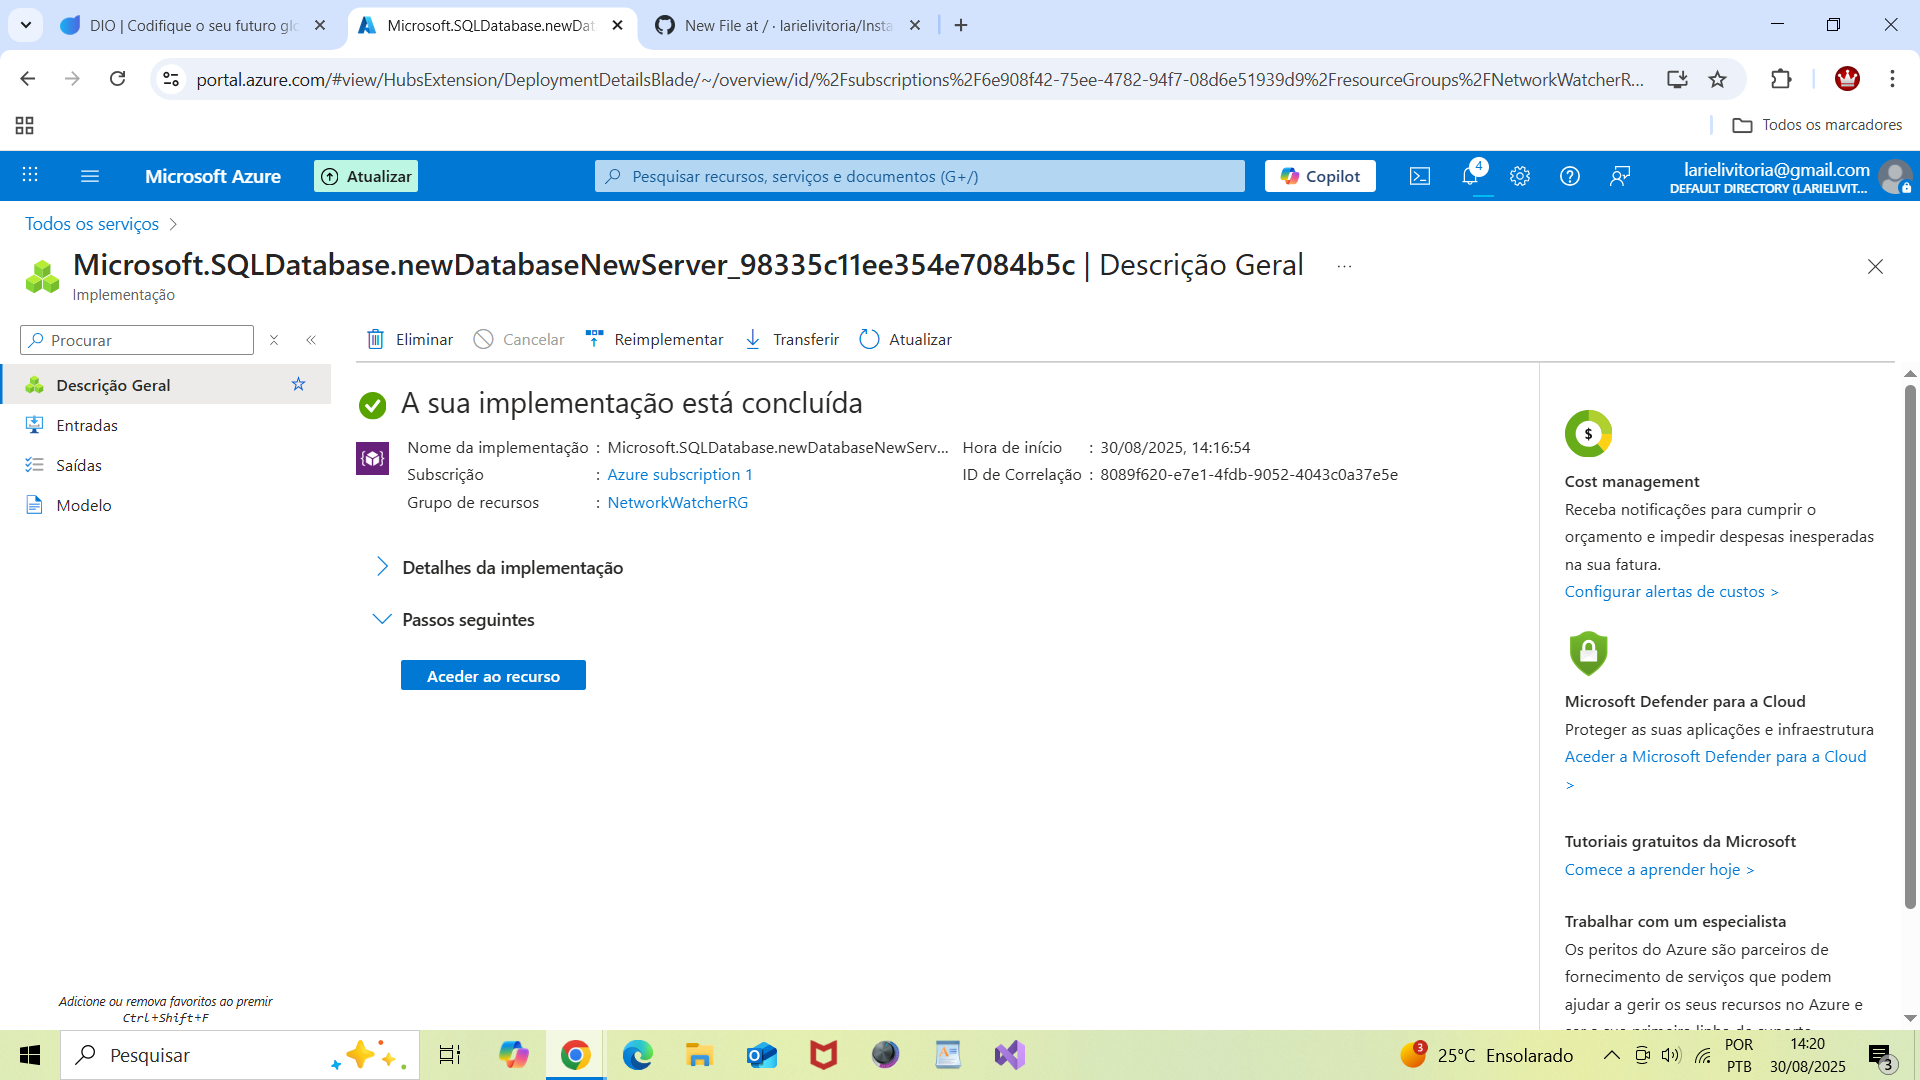 DIO | Codifique o seu futuro glo
Microsoft.SQLDatabase.newDat
New File at / · larielivitoria/Insta
portal.azure.com/#view/HubsExtension/DeploymentDetailsBlade/~/overview/id/%2Fsubscriptions%2F6e908f42-75ee-4782-94f7-08d6e51939d9%2FresourceGroups%2FNetworkWatcherR...
Todos os marcadores
Microsoft Azure
Atualizar
Pesquisar recursos, serviços e documentos (G+/)
Copilot
4
larielivitoria@gmail.com
DEFAULT DIRECTORY (LARIELIVIT...
Todos os serviços
Microsoft.SQLDatabase.newDatabaseNewServer_98335c11ee354e7084b5c | Descrição Geral ...
Implementação
Procurar
Eliminar
Cancelar
Reimplementar
Transferir
Atualizar
Descrição Geral
Entradas
Saídas
Modelo
A sua implementação está concluída
Nome da implementação : Microsoft.SQLDatabase.newDatabaseNewServ...
Subscrição : Azure subscription 1
Grupo de recursos : NetworkWatcherRG
Hora de início : 30/08/2025, 14:16:54
ID de Correlação : 8089f620-e7e1-4fdb-9052-4043c0a37e5e
Detalhes da implementação
Passos seguintes
Aceder ao recurso
$
Cost management
Receba notificações para cumprir o
orçamento e impedir despesas inesperadas
na sua fatura.
Configurar alertas de custos >
Microsoft Defender para a Cloud
Proteger as suas aplicações e infraestrutura
Aceder a Microsoft Defender para a Cloud
>
Tutoriais gratuitos da Microsoft
Comece a aprender hoje >
Trabalhar com um especialista
Os peritos do Azure são parceiros de
fornecimento de serviços que podem
ajudar a gerir os seus recursos no Azure e
Adicione ou remova favoritos ao premir
Ctrl+Shift+F
Pesquisar
3
25°C Ensolarado
POR
PTB
14:20
30/08/2025
3